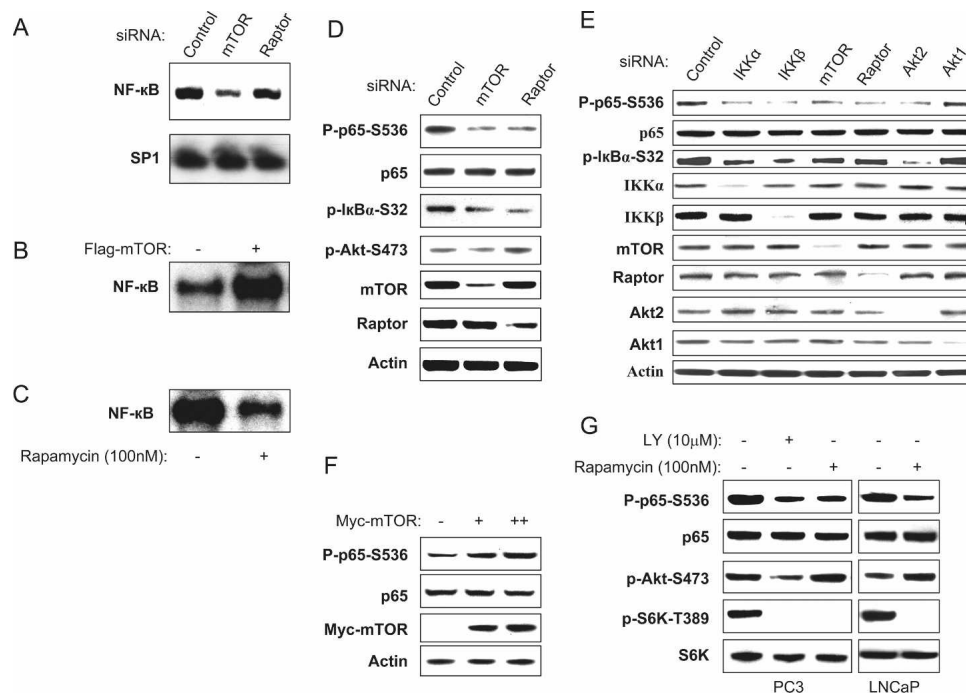 A
siRNA: Control mTOR Raptor
NF-κB
SP1
B
Flag-mTOR: - +
NF-κB
C
NF-κB
Rapamycin (100nM): - +
D
siRNA: Control mTOR Raptor
P-p65-S536
p65
p-IκBα-S32
p-Akt-S473
mTOR
Raptor
Actin
E
siRNA: Control IKKα IKKβ mTOR Raptor Akt2 Akt1
P-p65-S536
p65
p-IκBα-S32
IKKα
IKKβ
mTOR
Raptor
Akt2
Akt1
Actin
F
Myc-mTOR: - + ++
P-p65-S536
p65
Myc-mTOR
Actin
G
LY (10μM) - + - - -
Rapamycin (100nM): - - + - +
P-p65-S536
p65
p-Akt-S473
p-S6K-T389
S6K
PC3 LNCaP